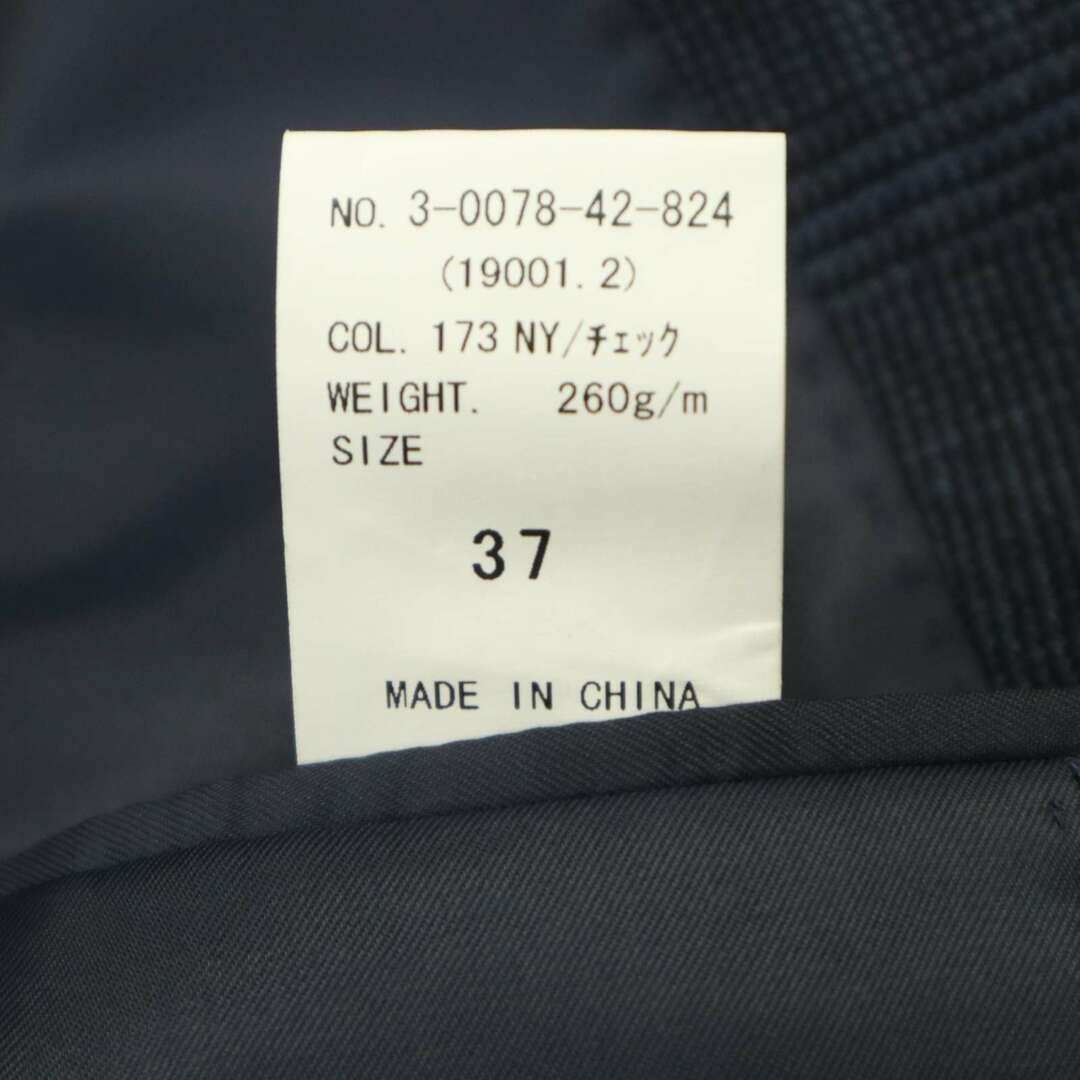 NO. 3-0078-42-824
(19001.2)
COL. 173 NY/チェック
WEIGHT. 260g/m
SIZE
37
MADE IN CHINA